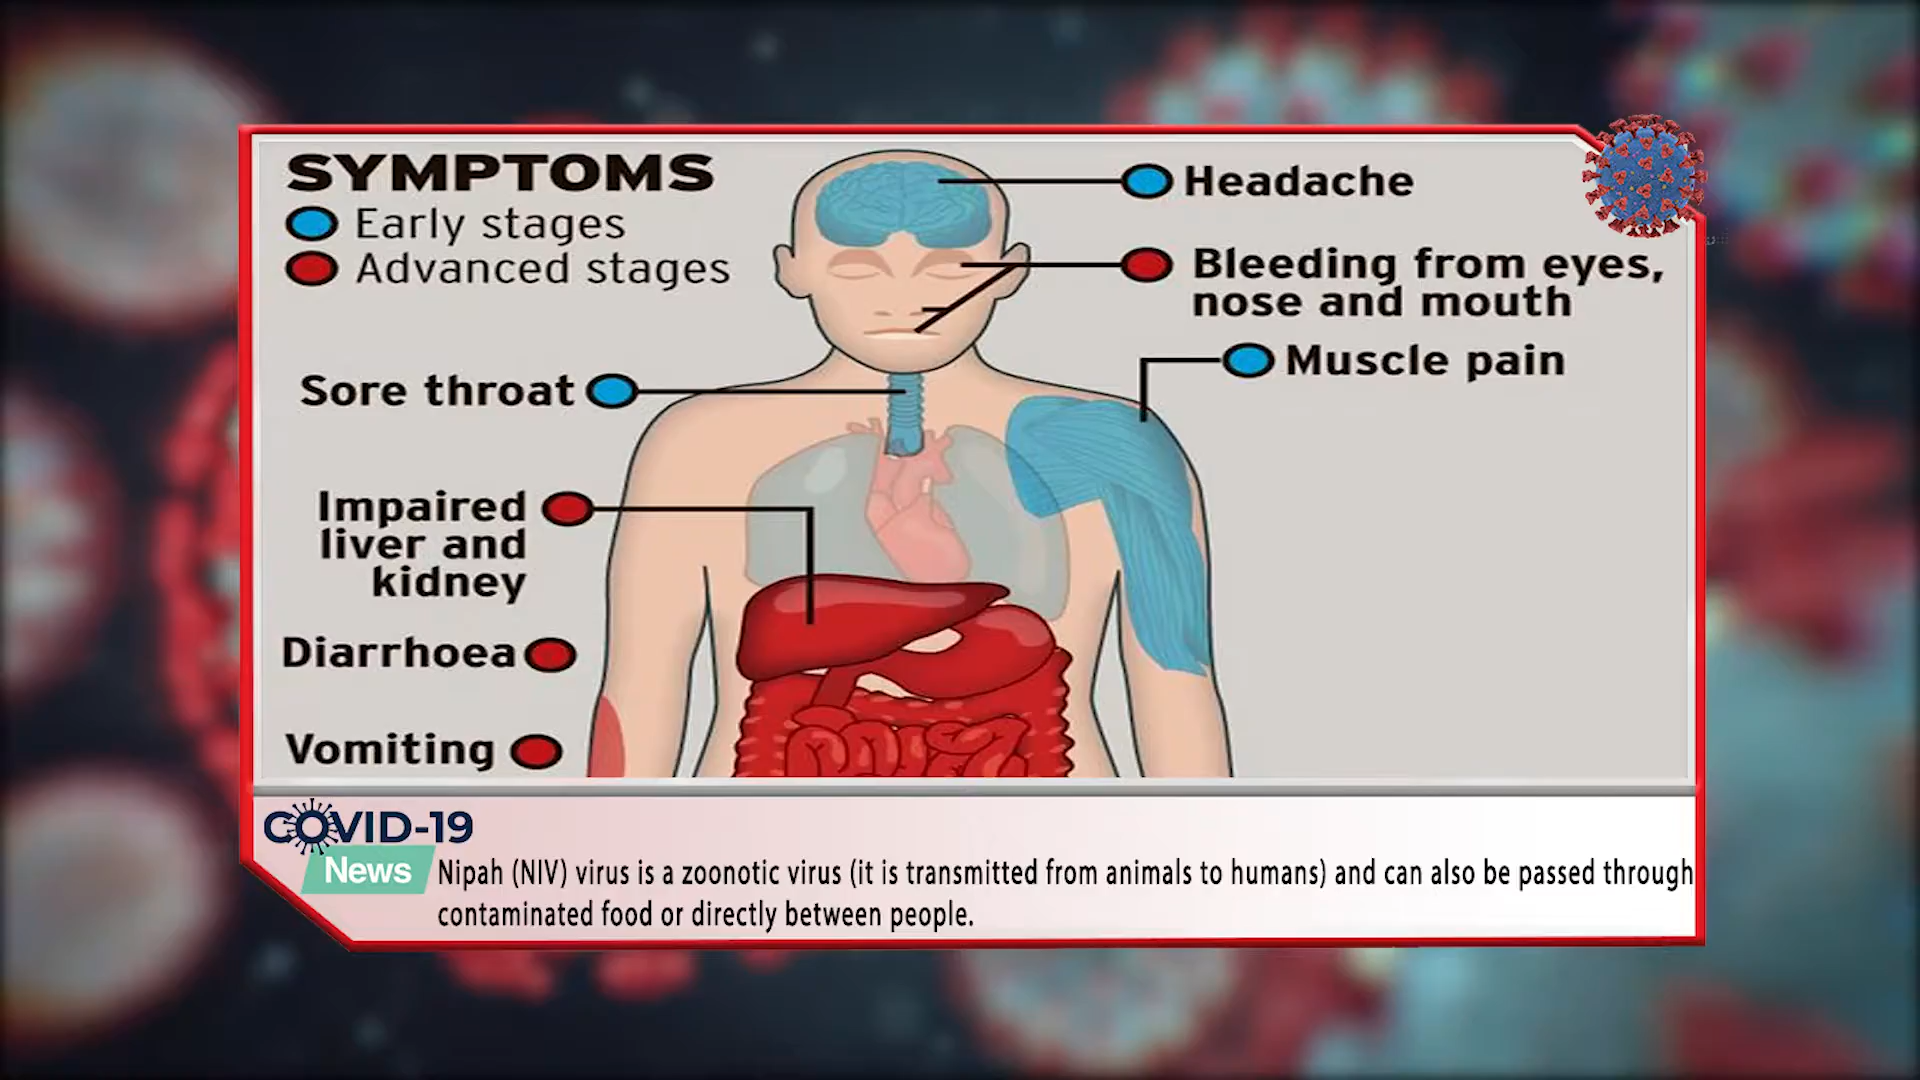 SYMPTOMS
Early stages
Advanced stages
Headache
Bleeding from eyes,
nose and mouth
Muscle pain
Sore throat
Impaired
liver and
kidney
Diarrhoea
Vomiting
COVID-19
News
Nipah (NIV) virus is a zoonotic virus (it is transmitted from animals to humans) and can also be passed through
contaminated food or directly between people.